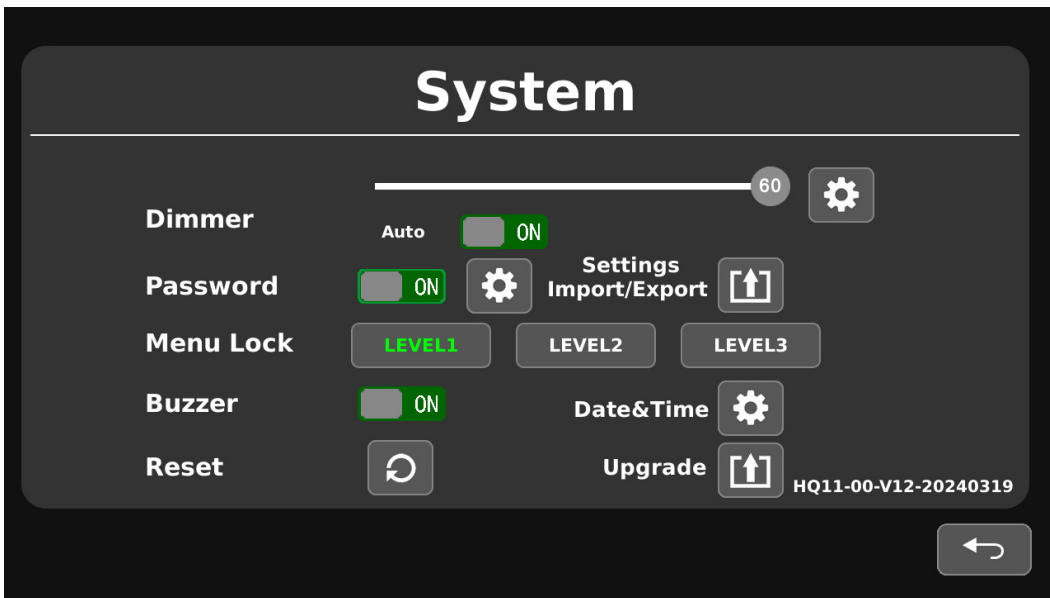 System
60
Dimmer
Auto ON
Settings
Password ON Import/Export
Menu Lock LEVEL1 LEVEL2 LEVEL3
Buzzer ON Date&Time
Reset Upgrade
HQ11-00-V12-20240319